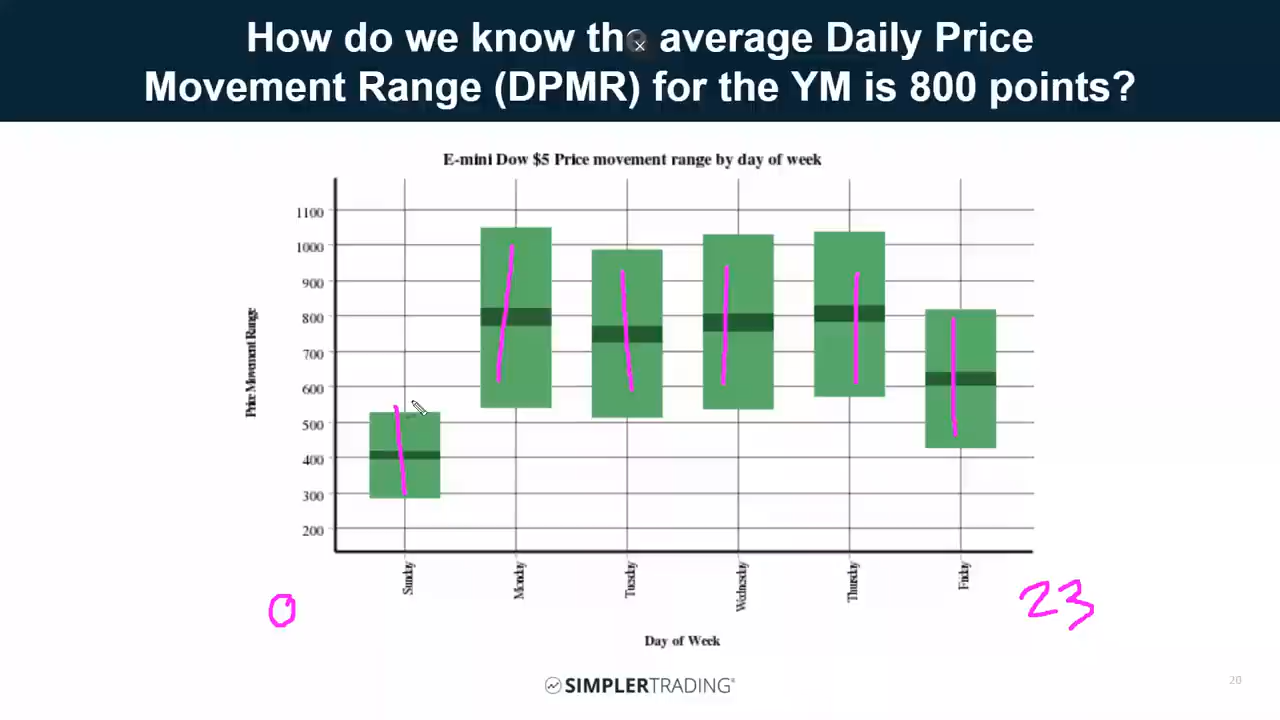 How do we know the average Daily Price
Movement Range (DPMR) for the YM is 800 points?
E-mini Dow $5 Price movement range by day of week
1100
1000
900
800
700
600
500
400
300
200
Price Movement Range
Sunday
Monday
Tuesday
Wednesday
Thursday
Friday
0
23
Day of Week
SIMPLERTRADING®
20